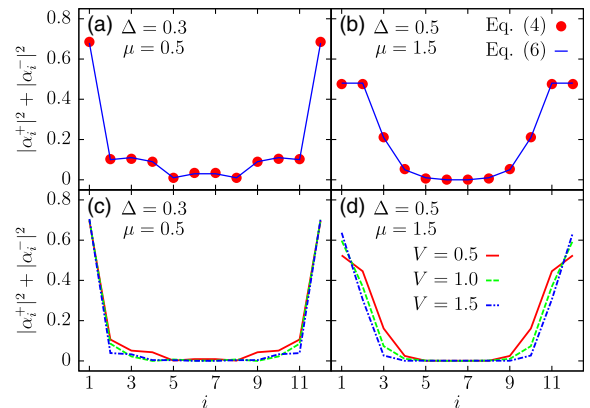 (a) Δ = 0.3
μ = 0.5
(b) Δ = 0.5
μ = 1.5
Eq. (4)
Eq. (6)
|α_i^+|^2 + |α_i^-|^2
0.8
0.6
0.4
0.2
0
(c) Δ = 0.3
μ = 0.5
(d) Δ = 0.5
μ = 1.5
V = 0.5
V = 1.0
V = 1.5
|α_i^+|^2 + |α_i^-|^2
0.8
0.6
0.4
0.2
0
1 3 5 7 9 11
1 3 5 7 9 11
i
i